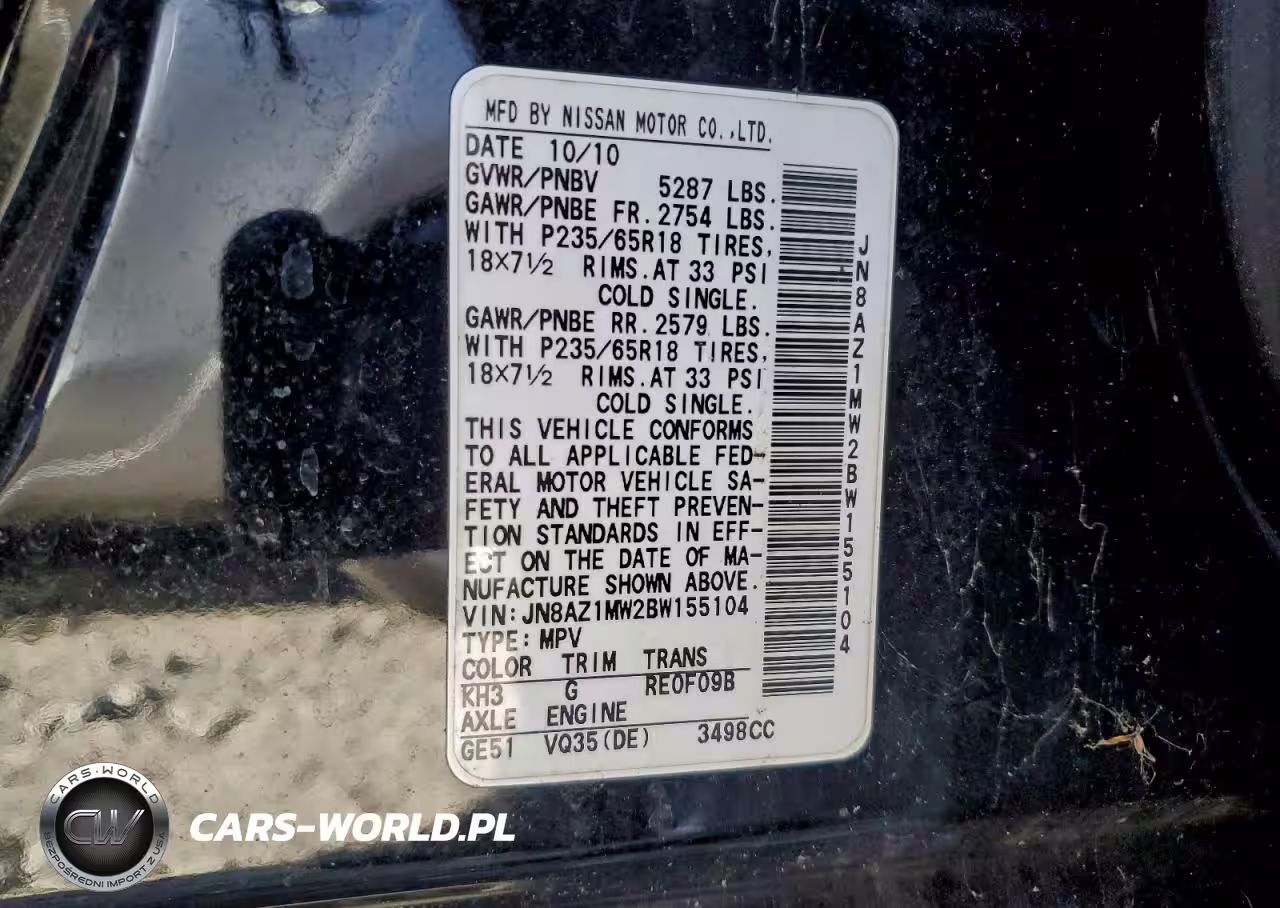 MFD BY NISSAN MOTOR CO.,LTD.
DATE 10/10
GVWR/PNBV 5287 LBS.
GAWR/PNBE FR. 2754 LBS.
WITH P235/65R18 TIRES,
18X7½ RIMS. AT 33 PSI
COLD SINGLE.
GAWR/PNBE RR. 2579 LBS.
WITH P235/65R18 TIRES,
18X7½ RIMS. AT 33 PSI
COLD SINGLE.
THIS VEHICLE CONFORMS
TO ALL APPLICABLE FED-
ERAL MOTOR VEHICLE SA-
FETY AND THEFT PREVEN-
TION STANDARDS IN EFF-
ECT ON THE DATE OF MA-
NUFACTURE SHOWN ABOVE.
VIN: JN8AZ1MW2BW155104
TYPE: MPV
COLOR TRIM TRANS
KH3 G RE0F09B
AXLE ENGINE
GE51 VQ35(DE) 3498CC
JN8AZ1MW2BW155104
CARS-WORLD
CW
BEZPOŚREDNI IMPORT Z USA
CARS-WORLD.PL